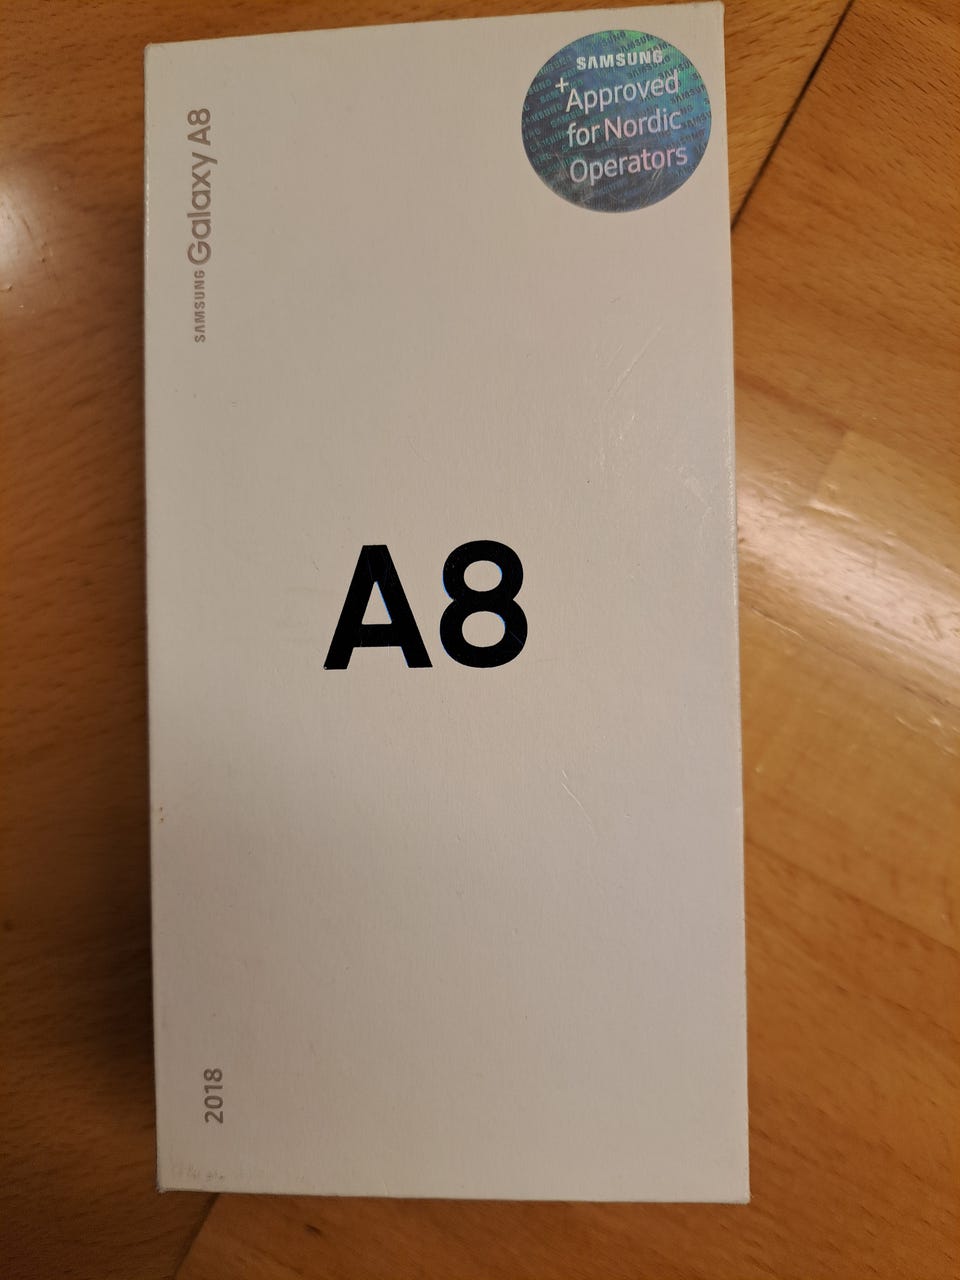 SAMSUNG Galaxy A8
SAMSUNG
+Approved
for Nordic
Operators
A8
2018